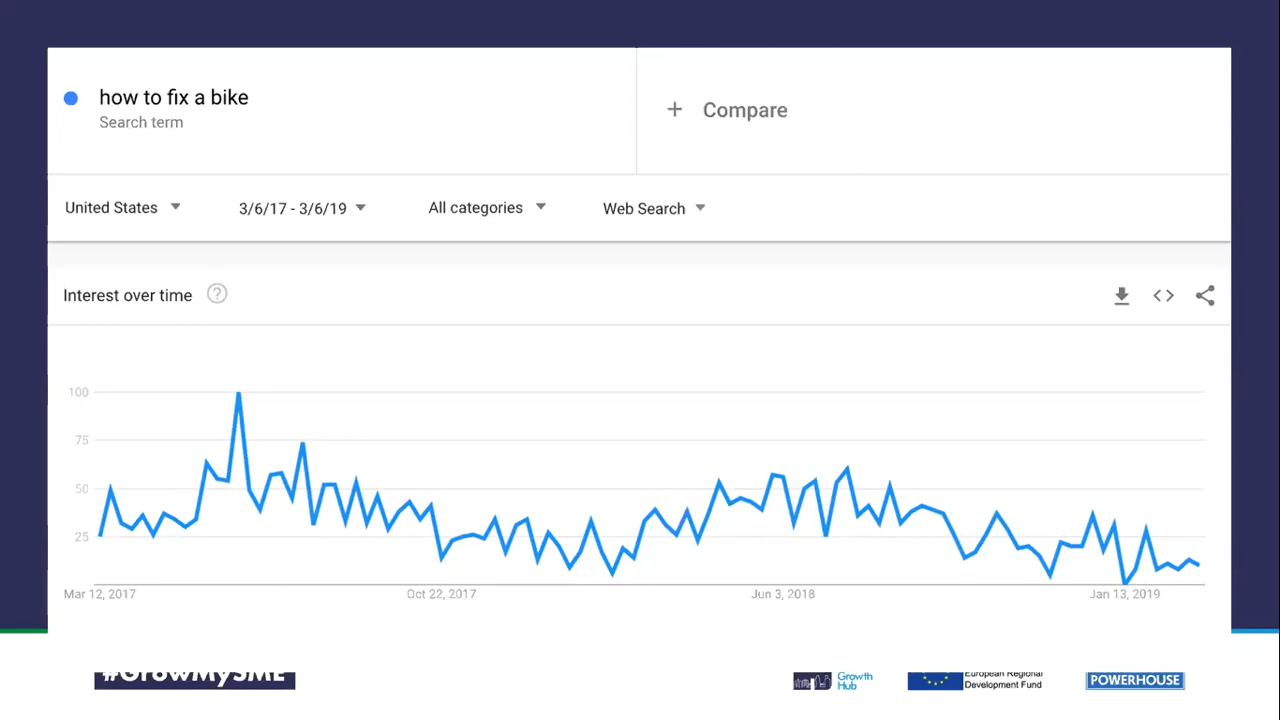 how to fix a bike
Search term
+ Compare
United States
3/6/17 - 3/6/19
All categories
Web Search
Interest over time ?
100
75
50
25
Mar 12, 2017
Oct 22, 2017
Jun 3, 2018
Jan 13, 2019
#GrowMySME
Growth
Hub
European Regional
Development Fund
POWERHOUSE